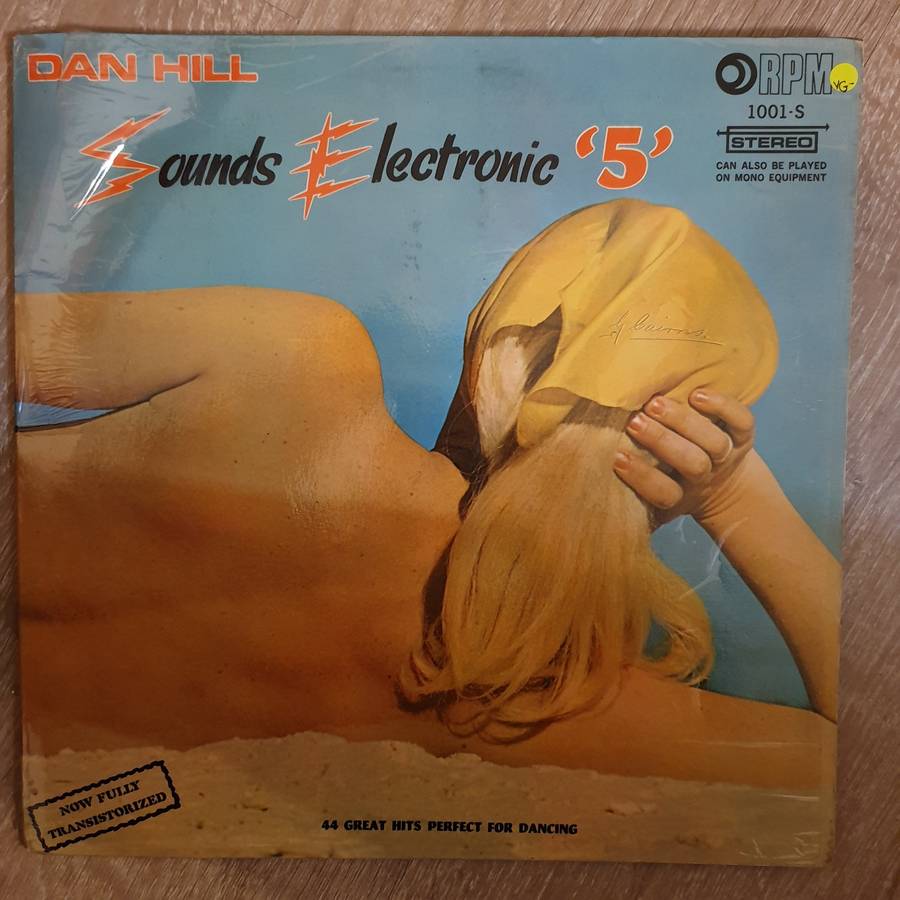 DAN HILL
RPM
VG-
1001-S
STEREO
CAN ALSO BE PLAYED
ON MONO EQUIPMENT
Sounds Electronic '5'
NOW FULLY
TRANSISTORIZED
44 GREAT HITS PERFECT FOR DANCING